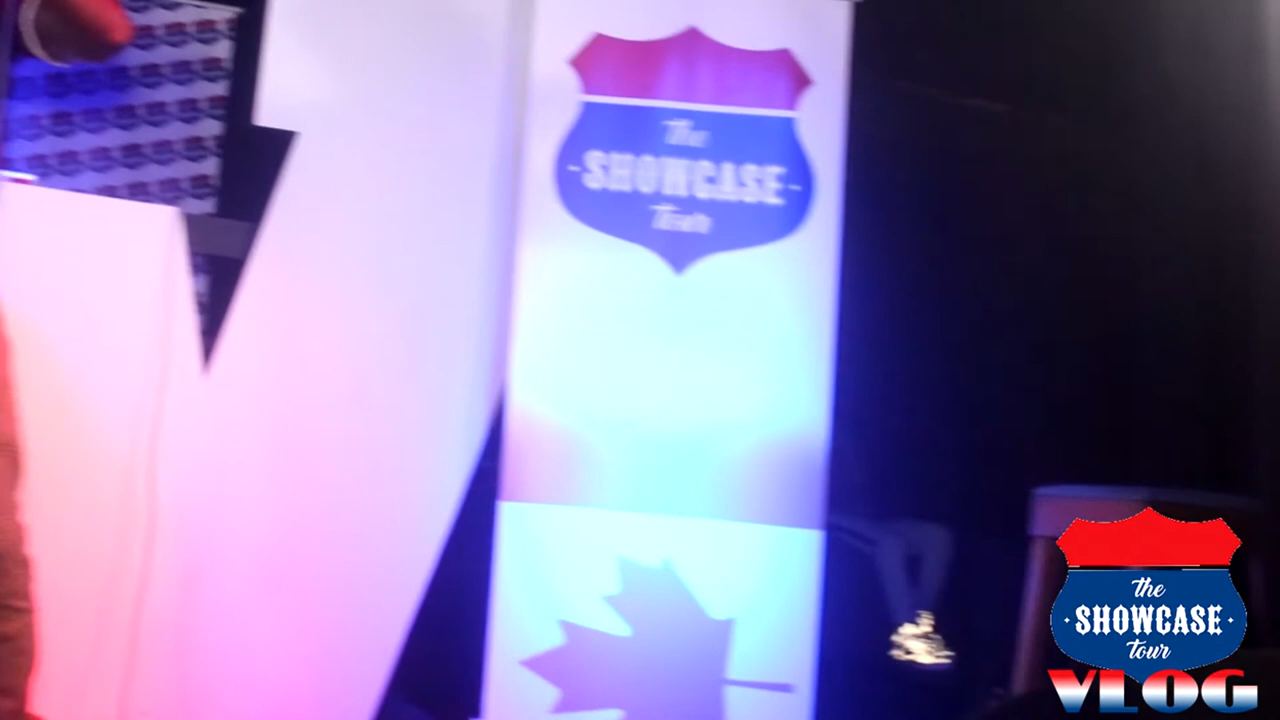 the
-SHOWCASE-
Tour
the
·SHOWCASE·
tour
VLOG